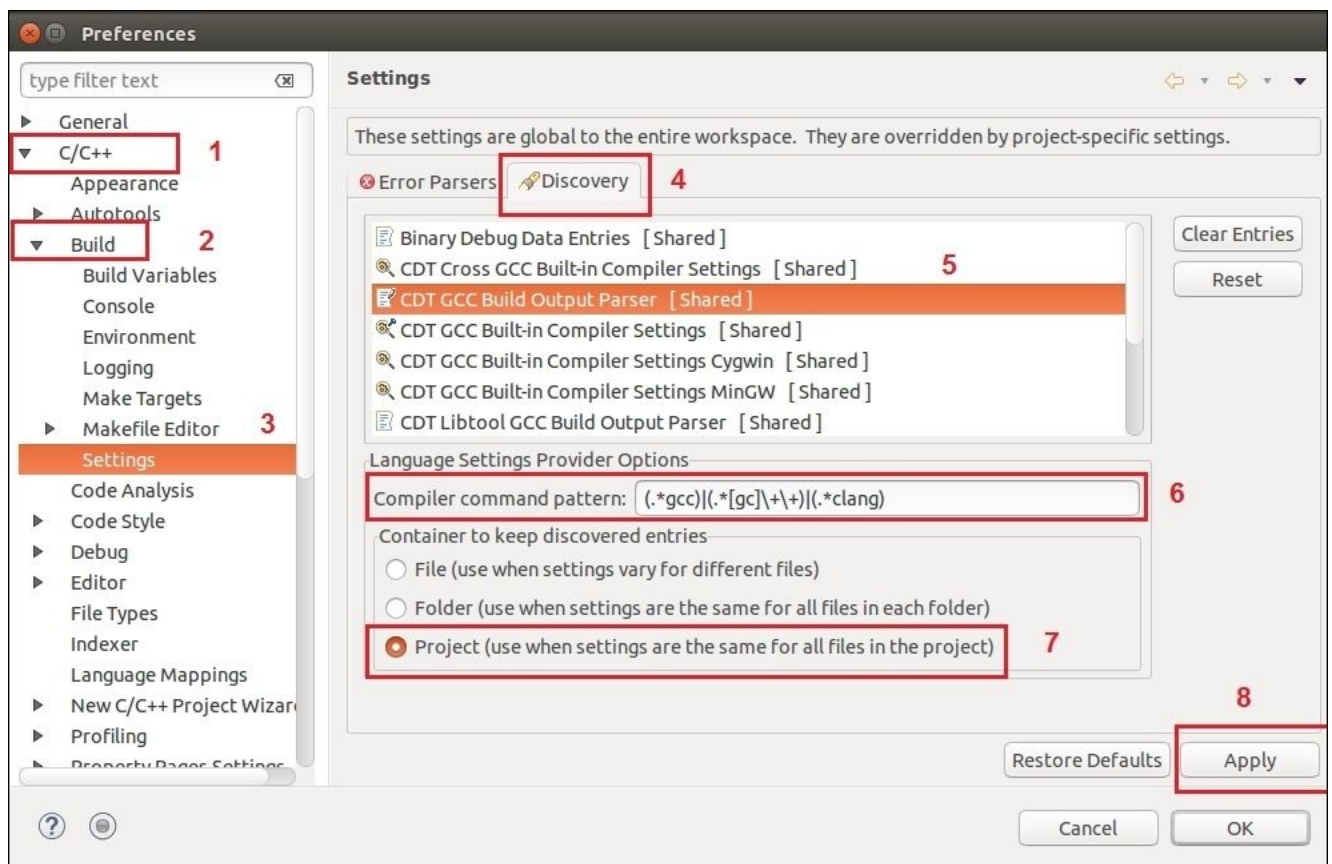 Preferences
type filter text
General
C/C++
1
Appearance
Autotools
Build
2
Build Variables
Console
Environment
Logging
Make Targets
Makefile Editor
3
Settings
Code Analysis
Code Style
Debug
Editor
File Types
Indexer
Language Mappings
New C/C++ Project Wizar
Profiling
Property Pages Settings
Settings
These settings are global to the entire workspace. They are overridden by project-specific settings.
Error Parsers
Discovery
4
Binary Debug Data Entries [ Shared ]
CDT Cross GCC Built-in Compiler Settings [ Shared ]
5
CDT GCC Build Output Parser [ Shared ]
CDT GCC Built-in Compiler Settings [ Shared ]
CDT GCC Built-in Compiler Settings Cygwin [ Shared ]
CDT GCC Built-in Compiler Settings MinGW [ Shared ]
CDT Libtool GCC Build Output Parser [ Shared ]
Clear Entries
Reset
Language Settings Provider Options
Compiler command pattern: (.*gcc)|(.*[gc]\+\+)|(.*clang)
6
Container to keep discovered entries
File (use when settings vary for different files)
Folder (use when settings are the same for all files in each folder)
Project (use when settings are the same for all files in the project)
7
8
Restore Defaults
Apply
?
Cancel
OK